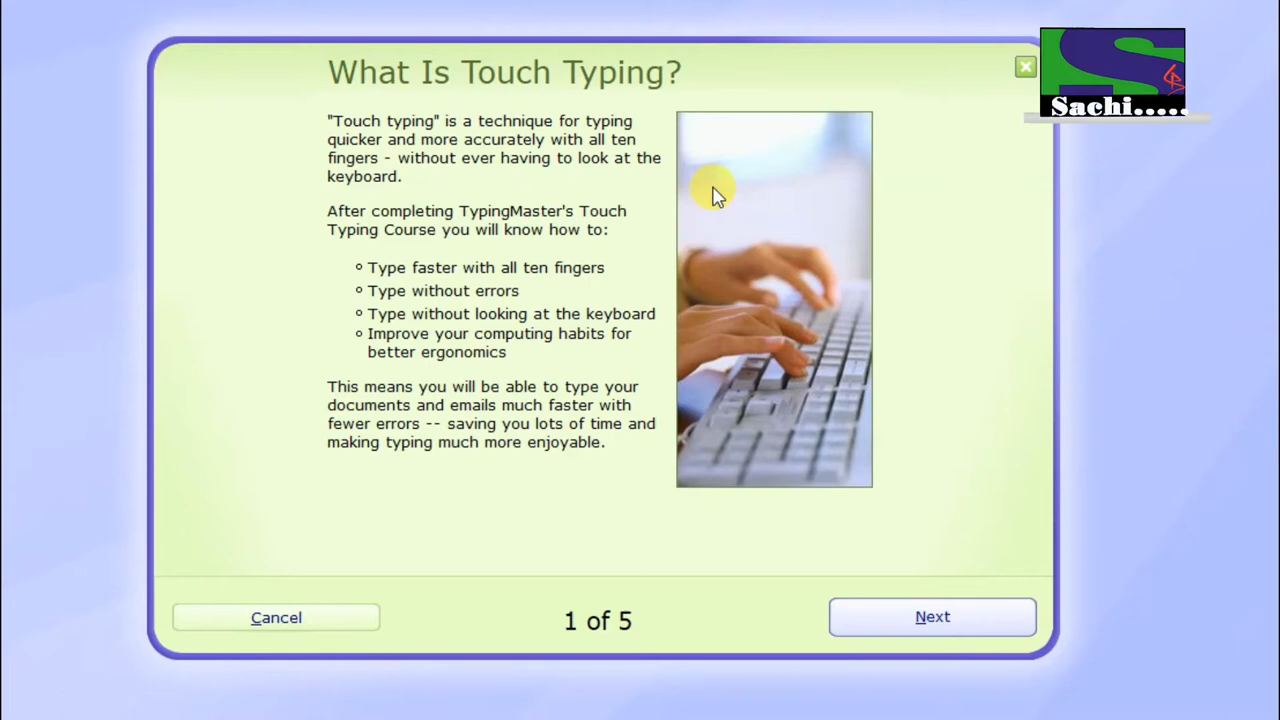 What Is Touch Typing?
Sachi.....
"Touch typing" is a technique for typing
quicker and more accurately with all ten
fingers - without ever having to look at the
keyboard.
After completing TypingMaster's Touch
Typing Course you will know how to:
Type faster with all ten fingers
Type without errors
Type without looking at the keyboard
Improve your computing habits for
better ergonomics
This means you will be able to type your
documents and emails much faster with
fewer errors -- saving you lots of time and
making typing much more enjoyable.
Cancel
1 of 5
Next